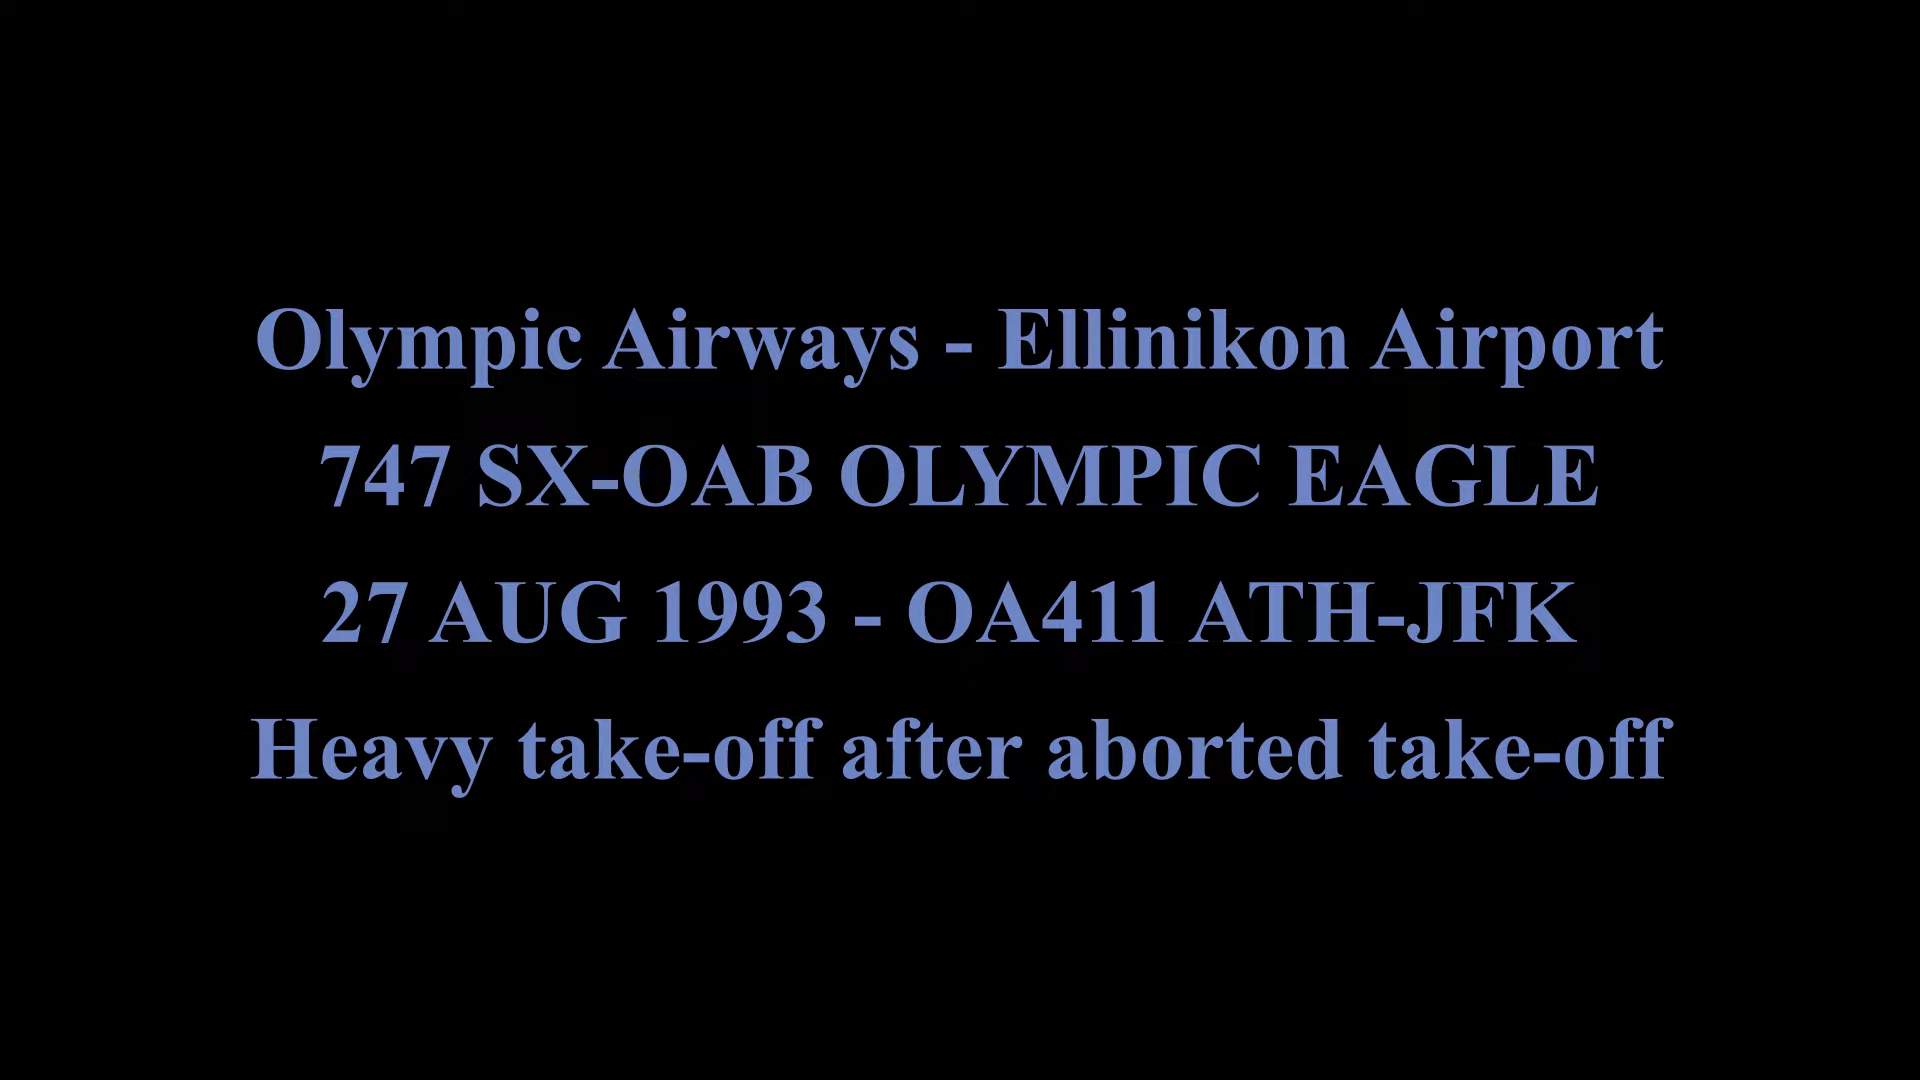 Olympic Airways - Ellinikon Airport
747 SX-OAB OLYMPIC EAGLE
27 AUG 1993 - OA411 ATH-JFK
Heavy take-off after aborted take-off